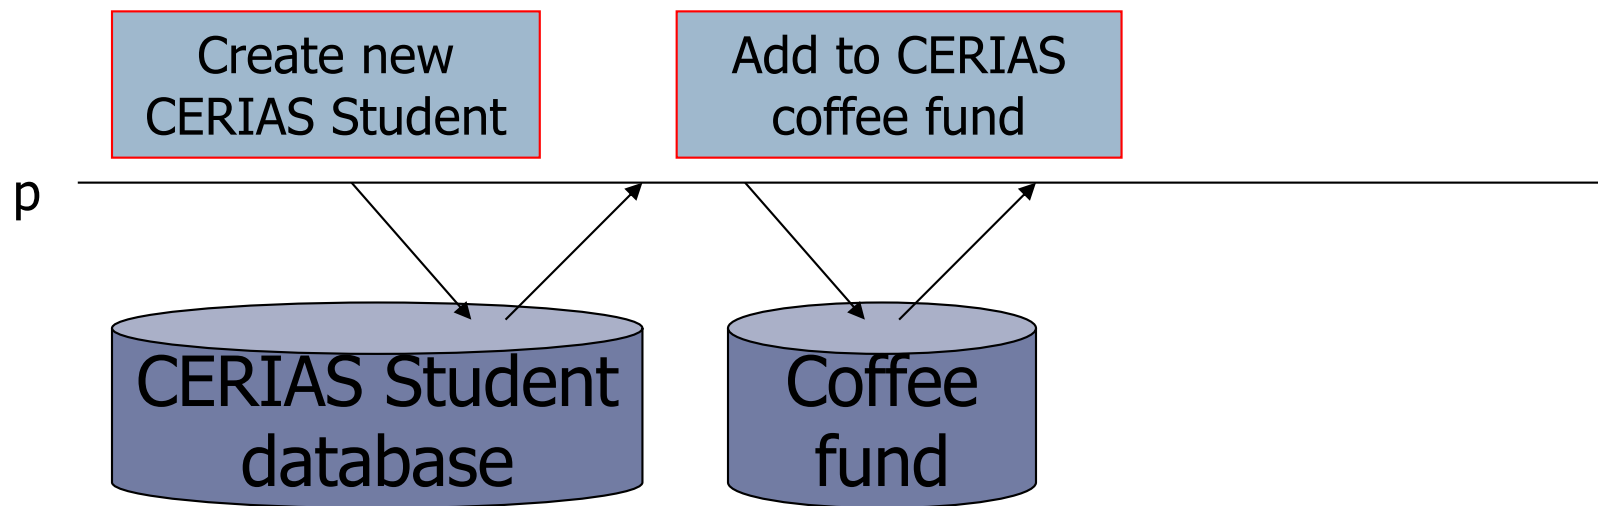 Create new
CERIAS Student
Add to CERIAS
coffee fund
p
CERIAS Student
database
Coffee
fund